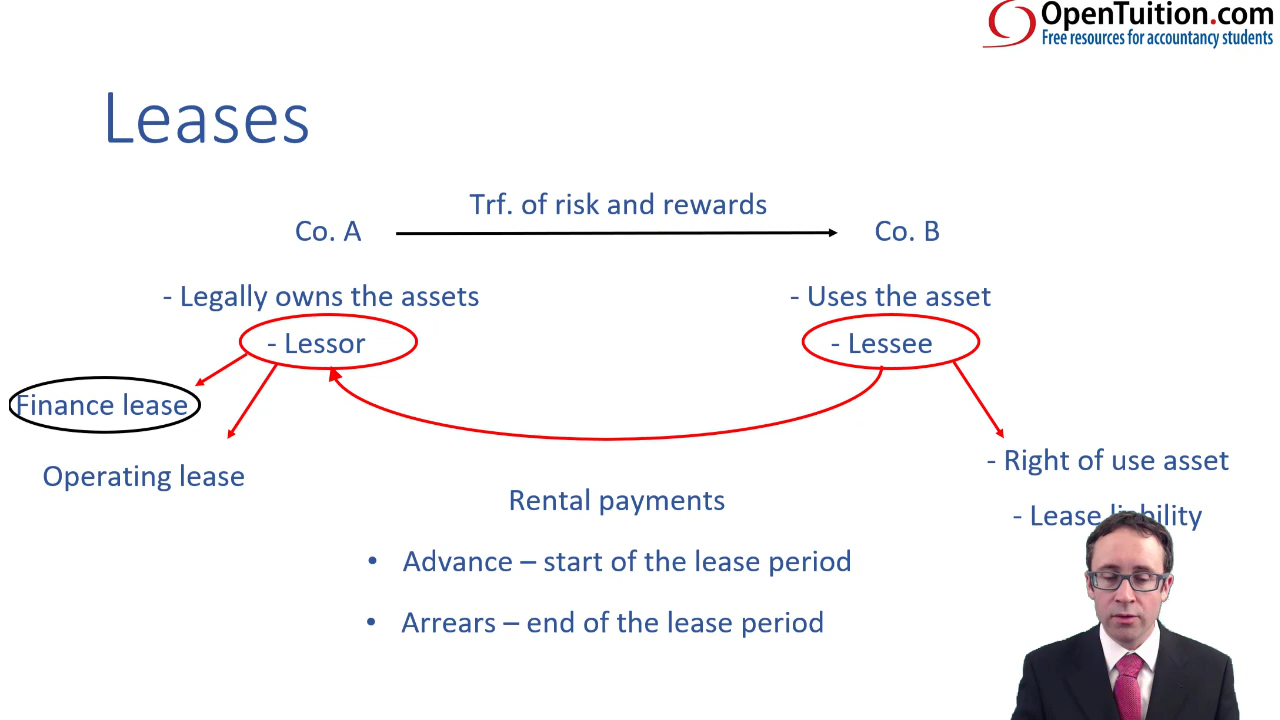 OpenTuition.com
Free resources for accountancy students
Leases
Trf. of risk and rewards
Co. A
Co. B
- Legally owns the assets
- Uses the asset
- Lessor
- Lessee
Finance lease
- Right of use asset
Operating lease
Rental payments
- Lease liability
• Advance – start of the lease period
• Arrears – end of the lease period